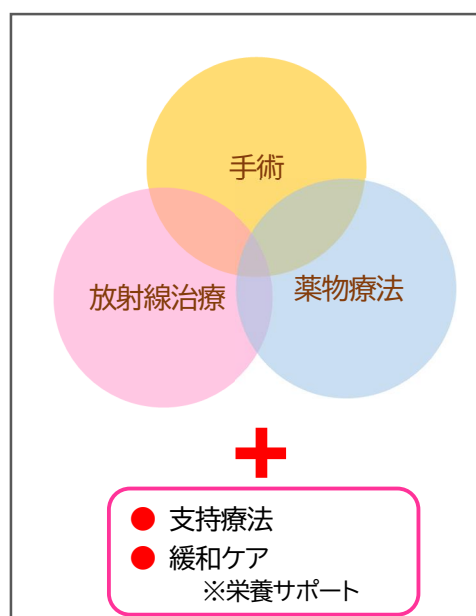 手術
放射線治療
薬物療法
+
● 支持療法
● 緩和ケア
※栄養サポート